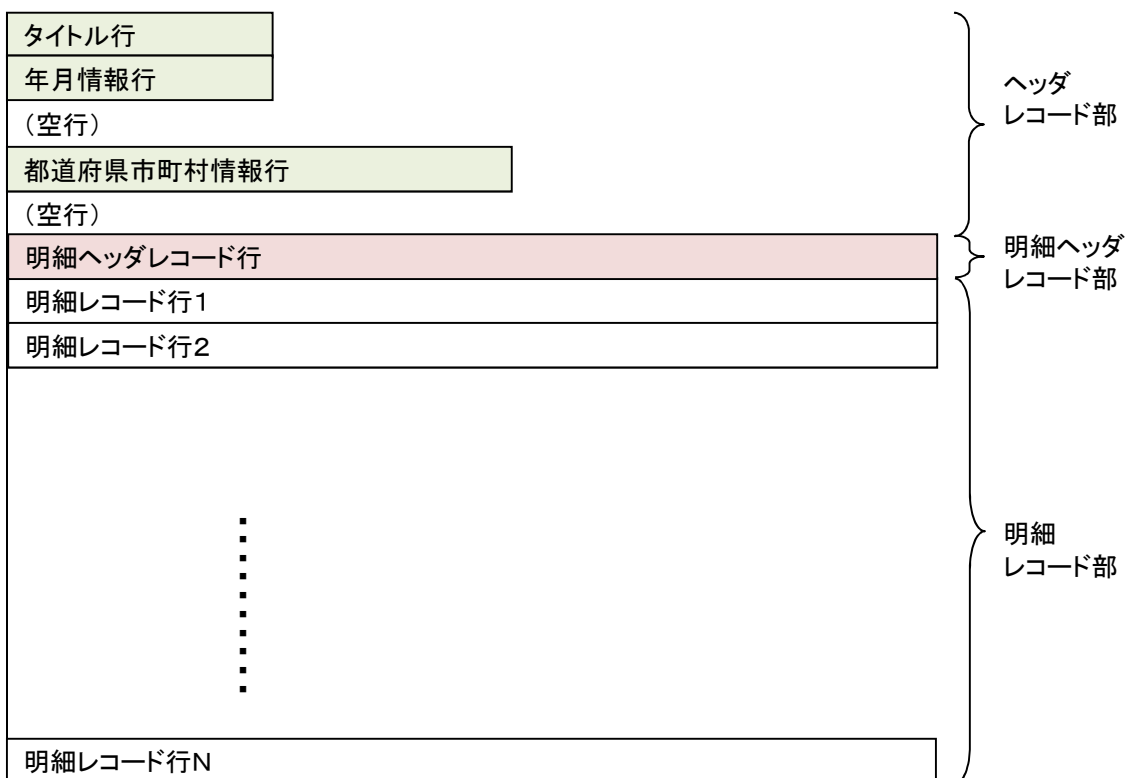 タイトル行
年月情報行
(空行)
都道府県市町村情報行
(空行)
明細ヘッダレコード行
明細レコード行1
明細レコード行2
明細レコード行N
ヘッダ
レコード部
明細ヘッダ
レコード部
明細
レコード部